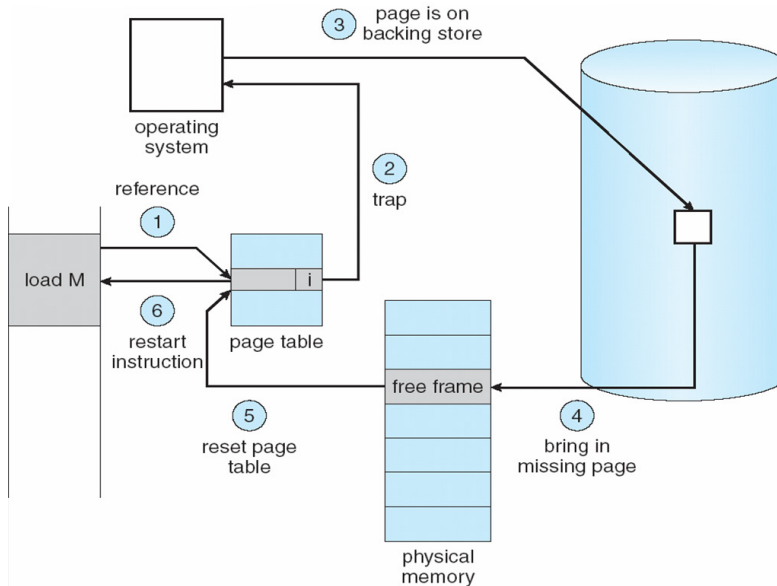 3
page is on
backing store
operating
system
2
trap
reference
1
load M
i
6
restart
instruction
page table
free frame
5
reset page
table
4
bring in
missing page
physical
memory